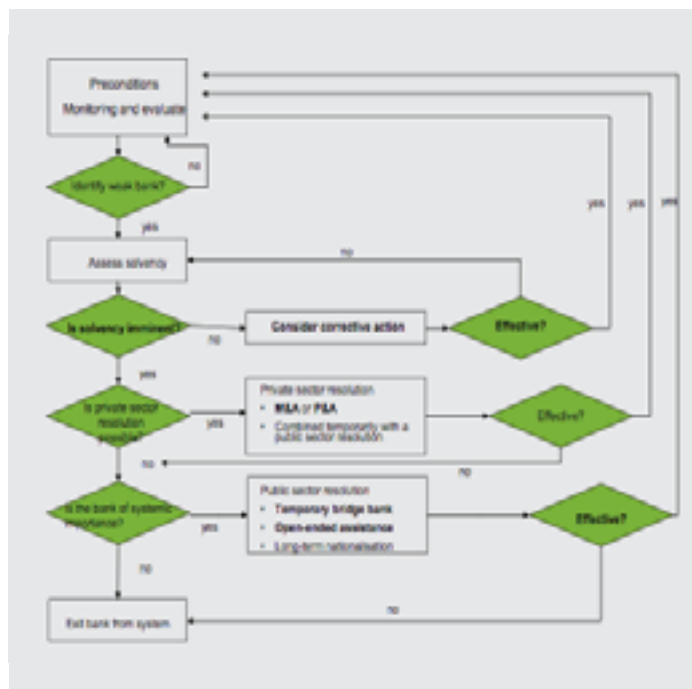 Preconditions
Monitoring and evaluate
no
Identify weak bank?
yes
yes
yes
yes
no
Assess solvency
Is solvency imminent?
no
Consider corrective action
Effective?
yes
Private sector resolution
• M&A or P&A
• Combined temporarily with a
public sector resolution
Is private sector
resolution
possible?
yes
Effective?
no
no
Public sector resolution
• Temporary bridge bank
• Open-ended assistance
• Long-term nationalisation
Is the bank of systemic
importance?
yes
Effective?
no
no
Exit bank from system